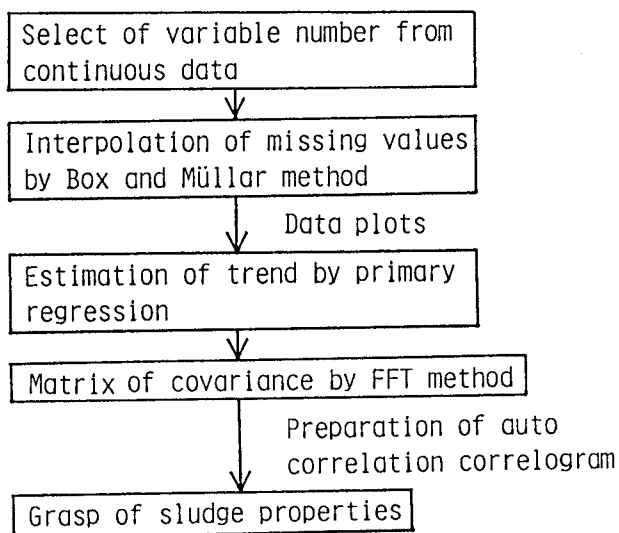 Select of variable number from
continuous data
Interpolation of missing values
by Box and Müllar method
Data plots
Estimation of trend by primary
regression
Matrix of covariance by FFT method
Preparation of auto
correlation correlogram
Grasp of sludge properties